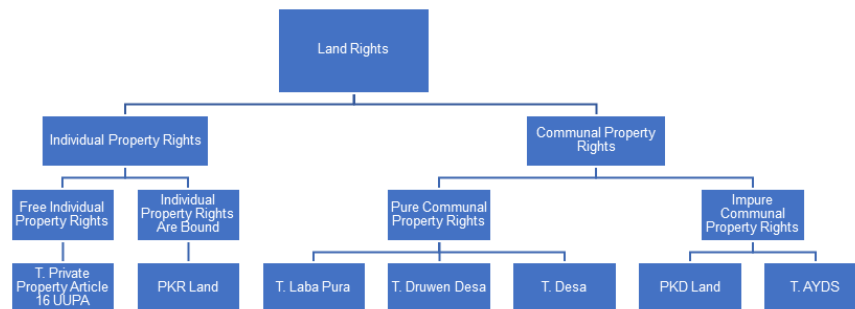 Land Rights
Individual Property Rights
Communal Property
Rights
Free Individual
Property Rights
Individual
Property Rights
Are Bound
Pure Communal
Property Rights
Impure
Communal
Property Rights
T. Private
Property Article
16 UUPA
PKR Land
T. Laba Pura
T. Druwen Desa
T. Desa
PKD Land
T. AYDS